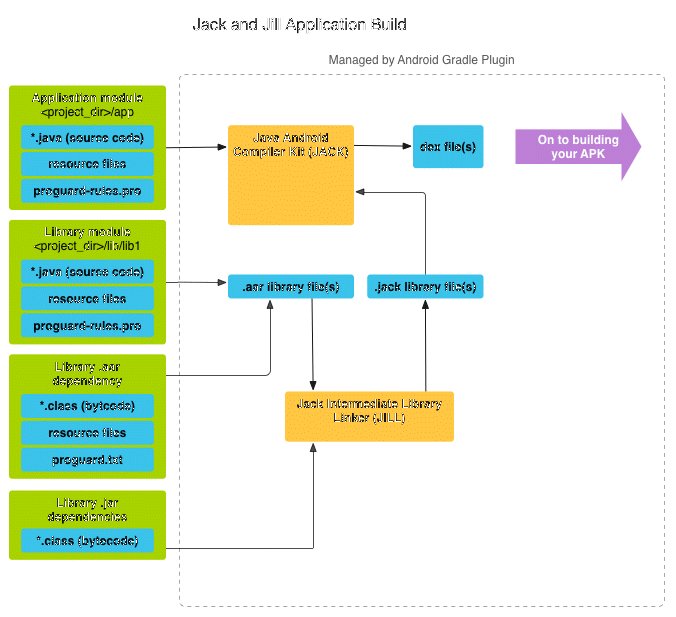 Jack and Jill Application Build
Managed by Android Gradle Plugin
Application module
<project_dir>/app
*.java (source code)
resource files
proguard-rules.pro
Java Android
Compiler Kit (JACK)
dex file(s)
On to building
your APK
Library module
<project_dir>/lib/lib1
*.java (source code)
resource files
proguard-rules.pro
.aar library file(s)
.jack library file(s)
Library .aar
dependency
*.class (bytcode)
resource files
proguard.txt
Jack Intermediate Library
Linker (JILL)
Library .jar
dependencies
*.class (bytecode)